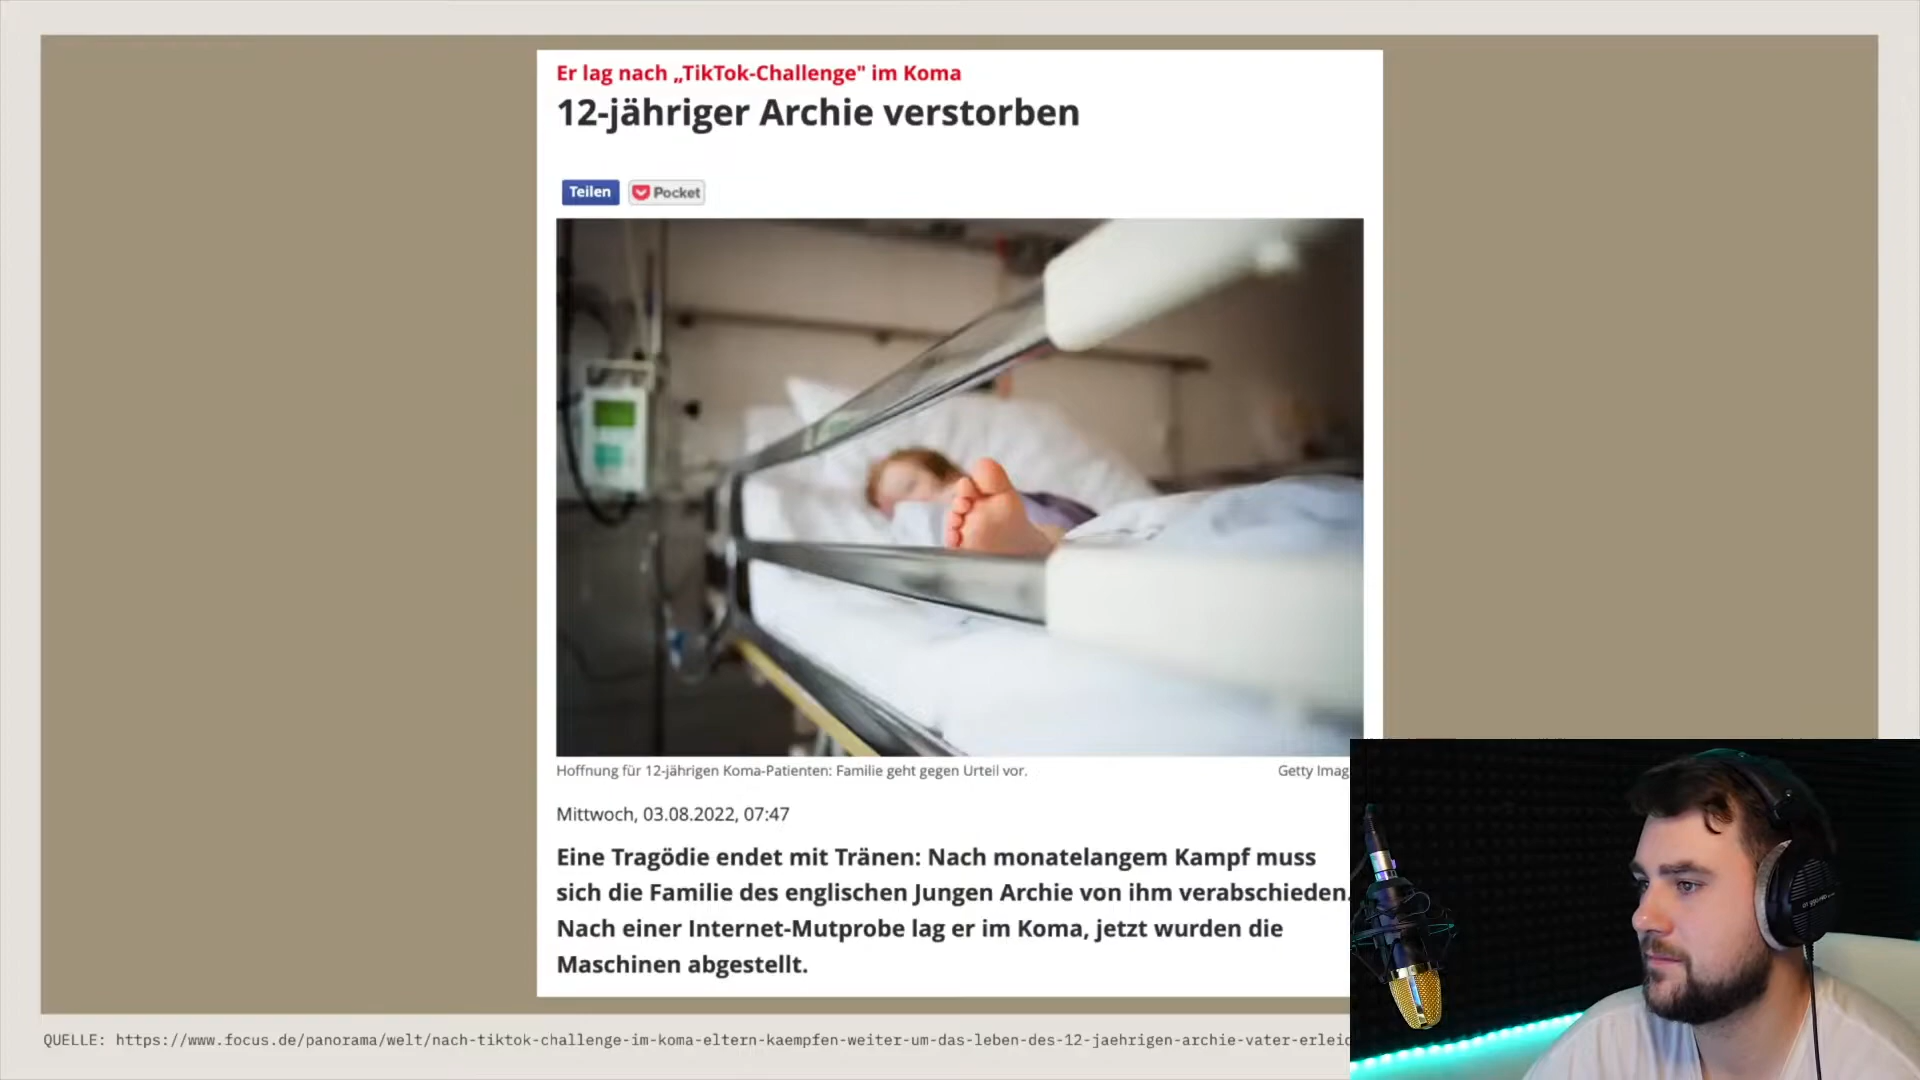 Er lag nach „TikTok-Challenge" im Koma
12-jähriger Archie verstorben
Teilen
Pocket
Hoffnung für 12-jährigen Koma-Patienten: Familie geht gegen Urteil vor.
Getty Imag
Mittwoch, 03.08.2022, 07:47
Eine Tragödie endet mit Tränen: Nach monatelangem Kampf muss
sich die Familie des englischen Jungen Archie von ihm verabschieden.
Nach einer Internet-Mutprobe lag er im Koma, jetzt wurden die
Maschinen abgestellt.
QUELLE: https://www.focus.de/panorama/welt/nach-tiktok-challenge-im-koma-eltern-kaempfen-weiter-um-das-leben-des-12-jaehrigen-archie-vater-erleid